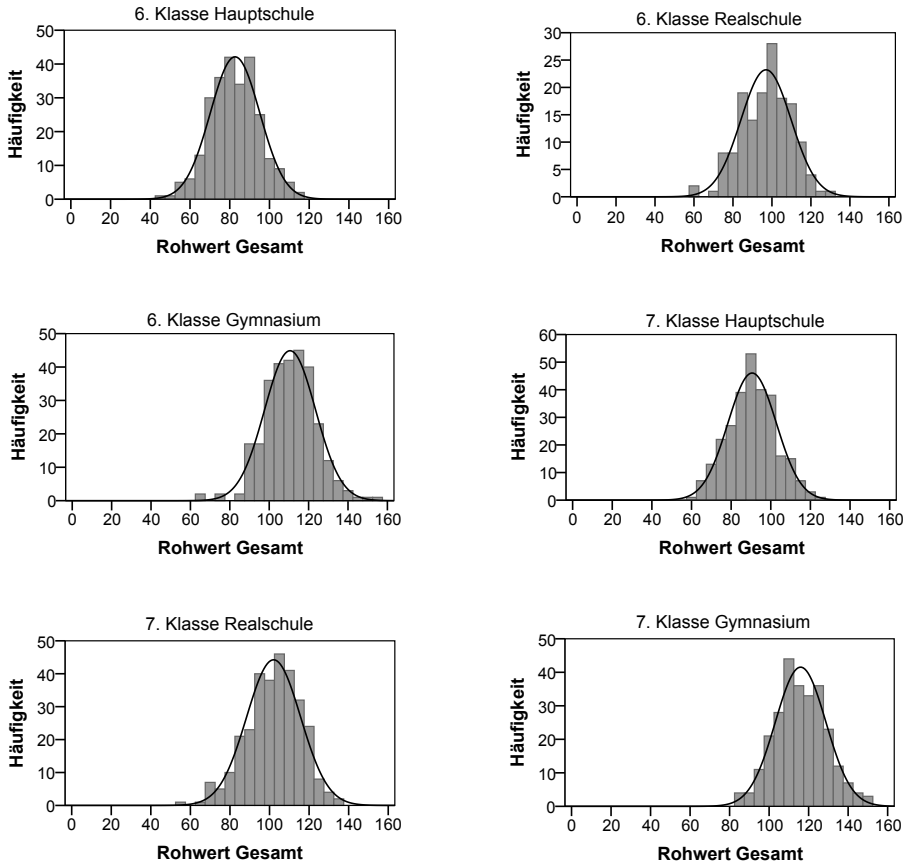 6. Klasse Hauptschule
Häufigkeit
50
40
30
20
10
0
0 20 40 60 80 100 120 140 160
Rohwert Gesamt
6. Klasse Realschule
Häufigkeit
30
25
20
15
10
5
0
0 20 40 60 80 100 120 140 160
Rohwert Gesamt
6. Klasse Gymnasium
Häufigkeit
50
40
30
20
10
0
0 20 40 60 80 100 120 140 160
Rohwert Gesamt
7. Klasse Hauptschule
Häufigkeit
60
50
40
30
20
10
0
0 20 40 60 80 100 120 140 160
Rohwert Gesamt
7. Klasse Realschule
Häufigkeit
50
40
30
20
10
0
0 20 40 60 80 100 120 140 160
Rohwert Gesamt
7. Klasse Gymnasium
Häufigkeit
50
40
30
20
10
0
0 20 40 60 80 100 120 140 160
Rohwert Gesamt